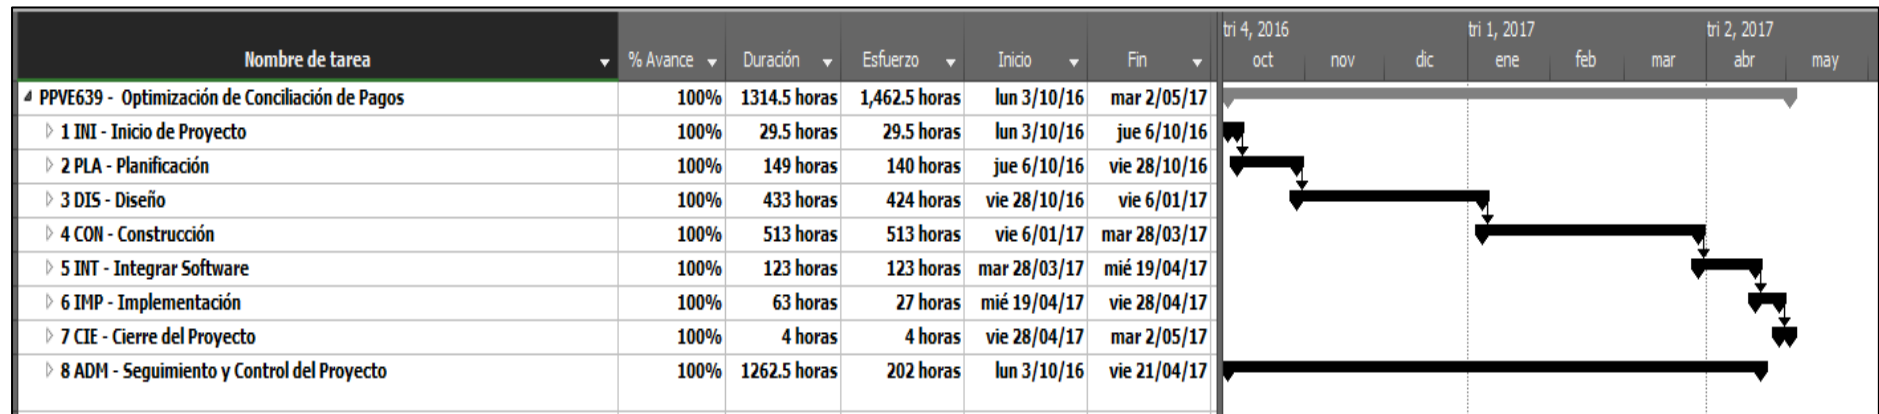 tri 4, 2016 tri 1, 2017 tri 2, 2017
Nombre de tarea % Avance Duración Esfuerzo Inicio Fin oct nov dic ene feb mar abr may
PPVE639 - Optimización de Conciliación de Pagos 100% 1314.5 horas 1,462.5 horas lun 3/10/16 mar 2/05/17
1 INI - Inicio de Proyecto 100% 29.5 horas 29.5 horas lun 3/10/16 jue 6/10/16
2 PLA - Planificación 100% 149 horas 140 horas jue 6/10/16 vie 28/10/16
3 DIS - Diseño 100% 433 horas 424 horas vie 28/10/16 vie 6/01/17
4 CON - Construcción 100% 513 horas 513 horas vie 6/01/17 mar 28/03/17
5 INT - Integrar Software 100% 123 horas 123 horas mar 28/03/17 mié 19/04/17
6 IMP - Implementación 100% 63 horas 27 horas mié 19/04/17 vie 28/04/17
7 CIE - Cierre del Proyecto 100% 4 horas 4 horas vie 28/04/17 mar 2/05/17
8 ADM - Seguimiento y Control del Proyecto 100% 1262.5 horas 202 horas lun 3/10/16 vie 21/04/17